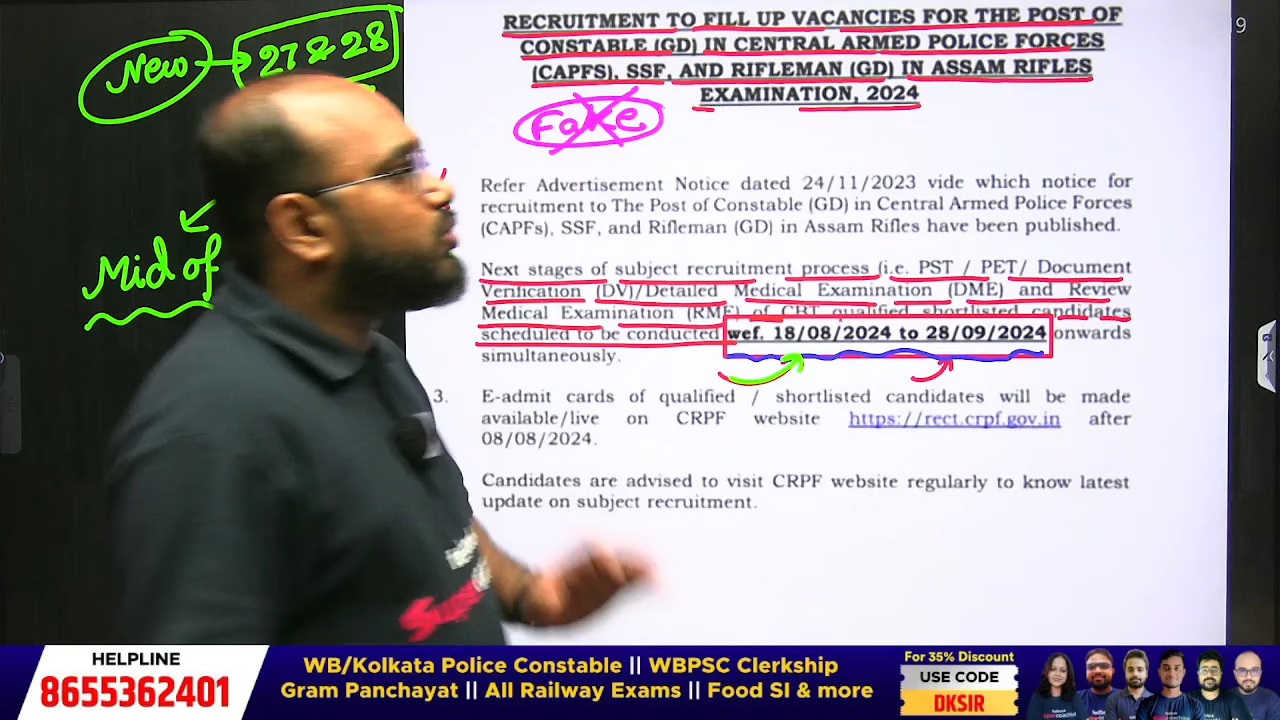 New
27 & 28
Mid of
RECRUITMENT TO FILL UP VACANCIES FOR THE POST OF
CONSTABLE (GD) IN CENTRAL ARMED POLICE FORCES
(CAPFS), SSF, AND RIFLEMAN (GD) IN ASSAM RIFLES
EXAMINATION, 2024
Fake
Refer Advertisement Notice dated 24/11/2023 vide which notice for
recruitment to The Post of Constable (GD) in Central Armed Police Forces
(CAPFs), SSF, and Rifleman (GD) in Assam Rifles have been published.
Next stages of subject recruitment process (i.e. PST / PET/ Document
Verification (DV)/Detailed Medical Examination (DME) and Review
Medical Examination (RME) of CBT qualified shortlisted candidates
scheduled to be conducted wef. 18/08/2024 to 28/09/2024 onwards
simultaneously.
3. E-admit cards of qualified / shortlisted candidates will be made
available/live on CRPF website https://rect.crpf.gov.in after
08/08/2024.
Candidates are advised to visit CRPF website regularly to know latest
update on subject recruitment.
HELPLINE
8655362401
WB/Kolkata Police Constable || WBPSC Clerkship
Gram Panchayat || All Railway Exams || Food SI & more
For 35% Discount
USE CODE
DKSIR